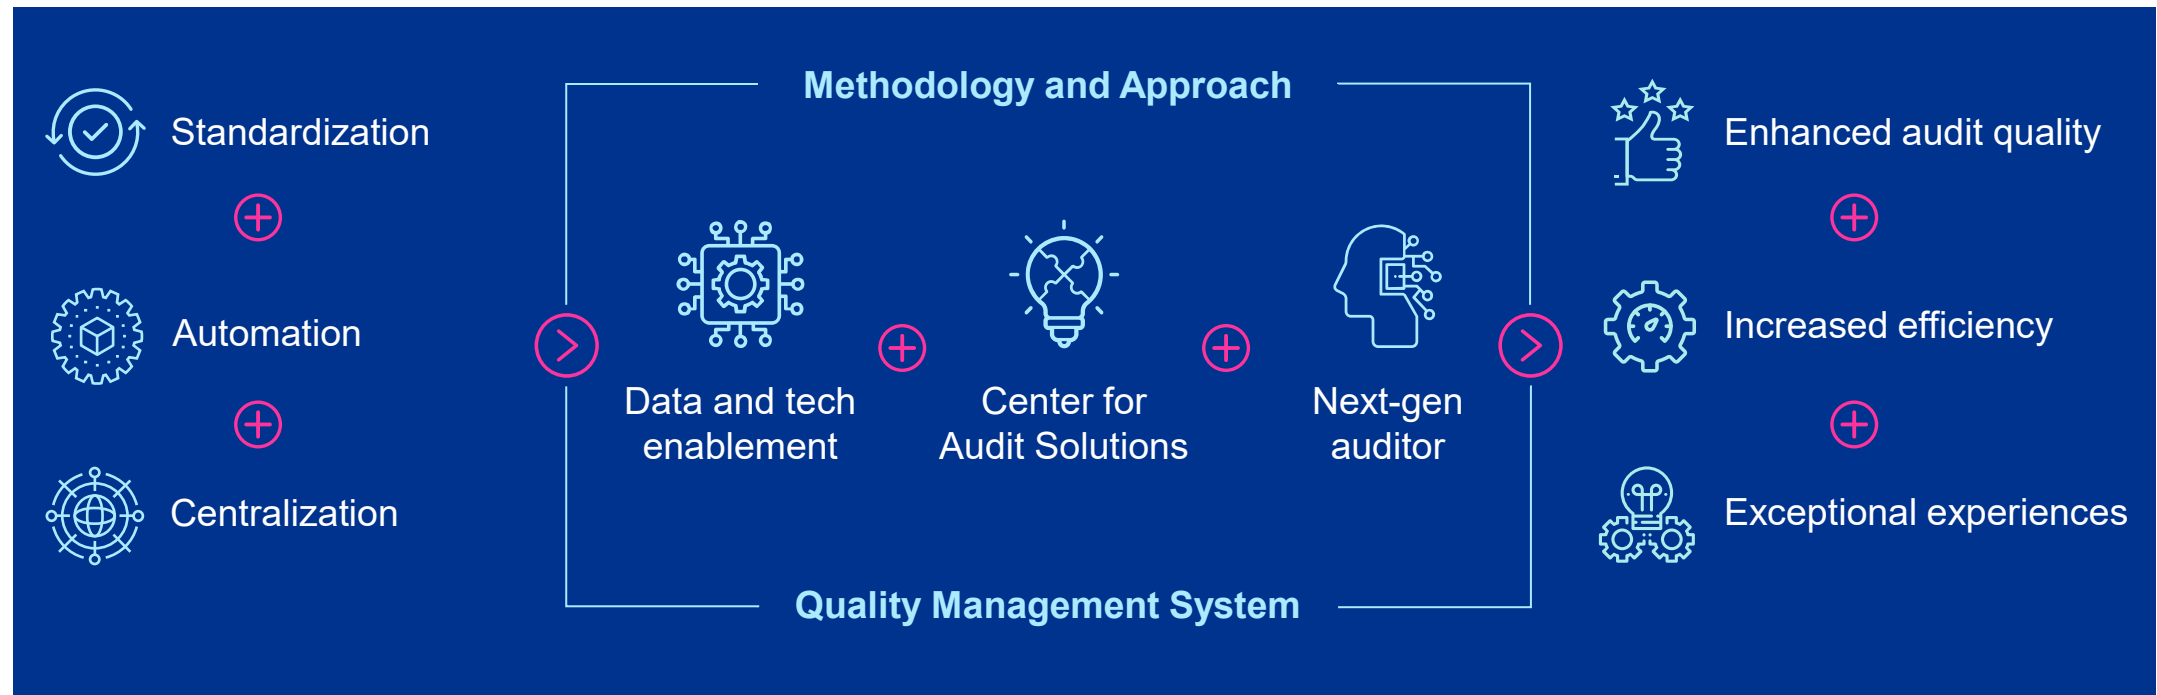 Standardization
Automation
Centralization
Methodology and Approach
Data and tech
enablement
Center for
Audit Solutions
Next-gen
auditor
Quality Management System
Enhanced audit quality
Increased efficiency
Exceptional experiences